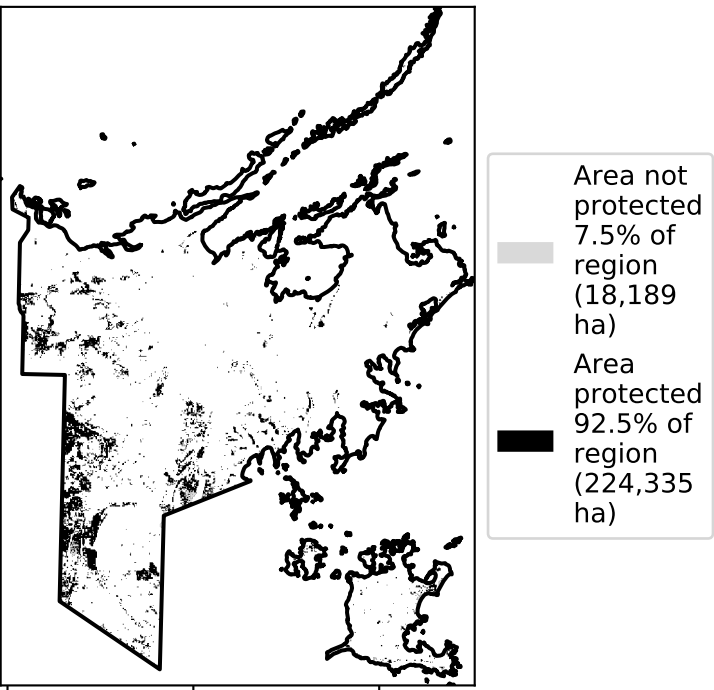 Area not
protected
7.5% of
region
(18,189
ha)
Area
protected
92.5% of
region
(224,335
ha)